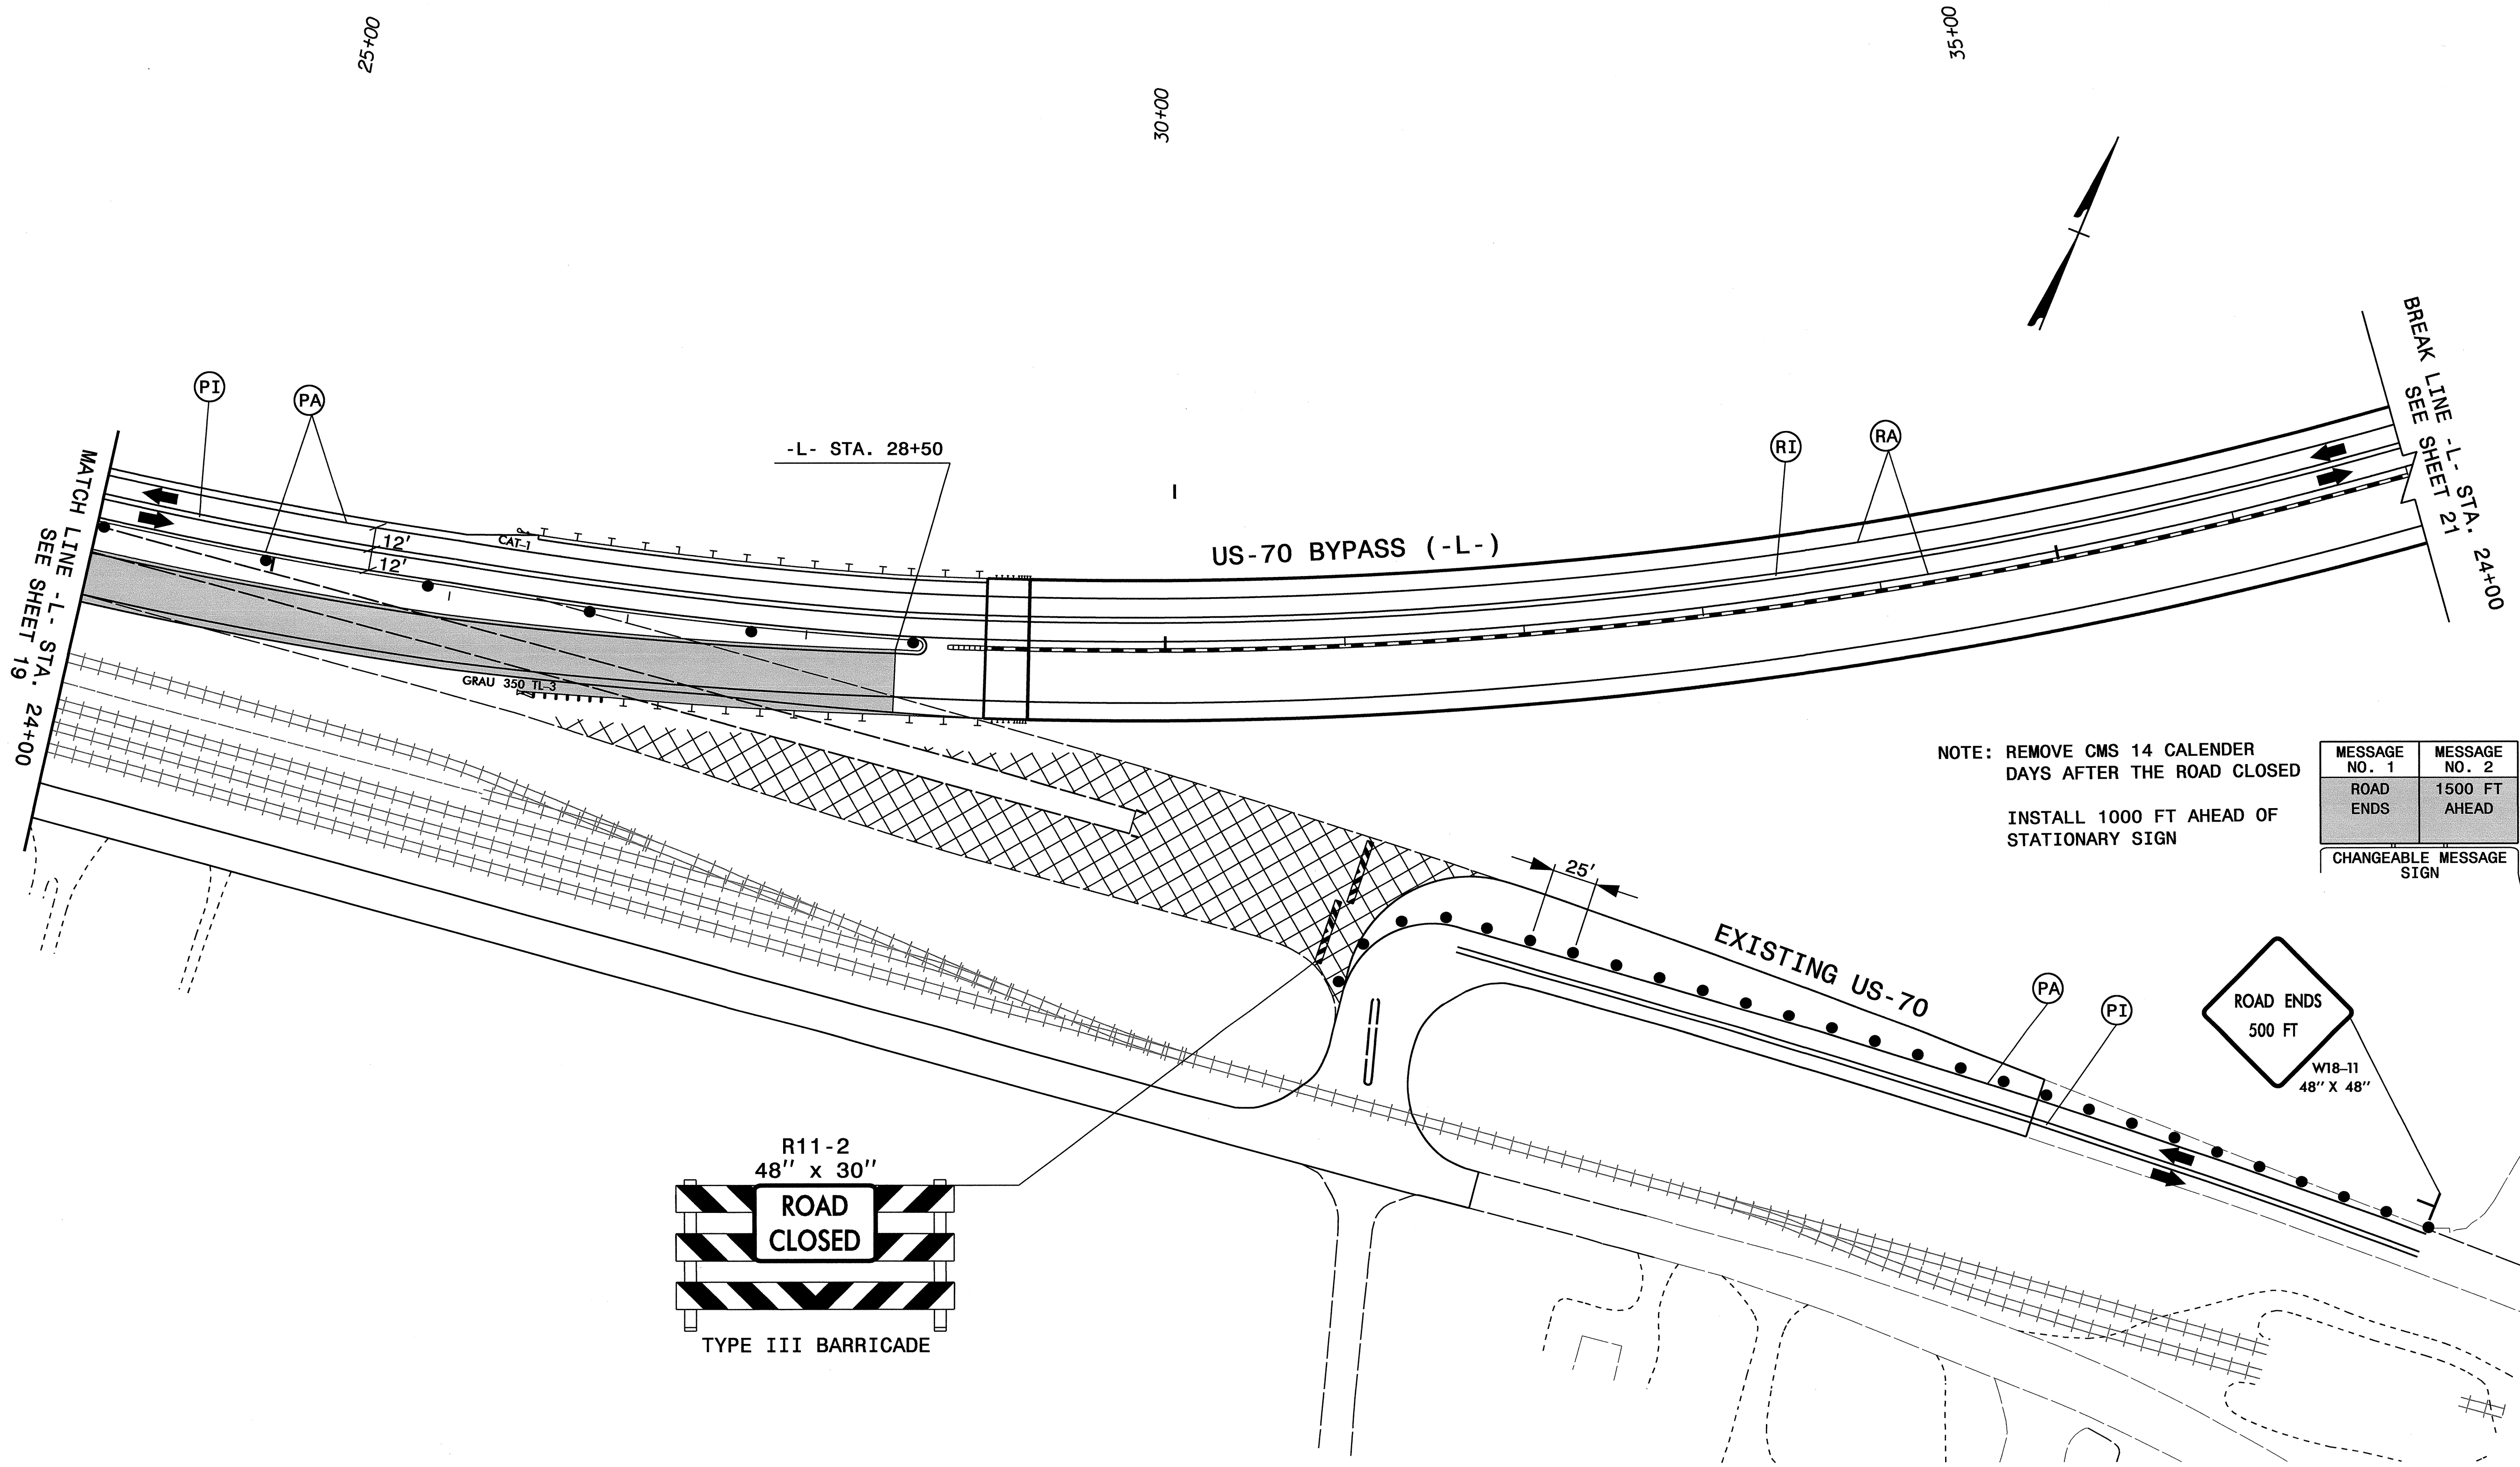 25+00
30+00
35+00
PI
PA
-L- STA. 28+50
RI
RA
BREAK LINE -L- STA. 24+00
SEE SHEET 21
MATCH LINE -L- STA. 24+00
SEE SHEET 19
12'
12'
CAT-1
US-70 BYPASS (-L-)
GRAU 350 TL-3
NOTE: REMOVE CMS 14 CALENDER
DAYS AFTER THE ROAD CLOSED
INSTALL 1000 FT AHEAD OF
STATIONARY SIGN
MESSAGE NO. 1
MESSAGE NO. 2
ROAD ENDS
1500 FT AHEAD
CHANGEABLE MESSAGE
SIGN
25'
EXISTING US-70
PA
PI
ROAD ENDS
500 FT
W18-11
48" X 48"
R11-2
48" x 30"
ROAD
CLOSED
TYPE III BARRICADE